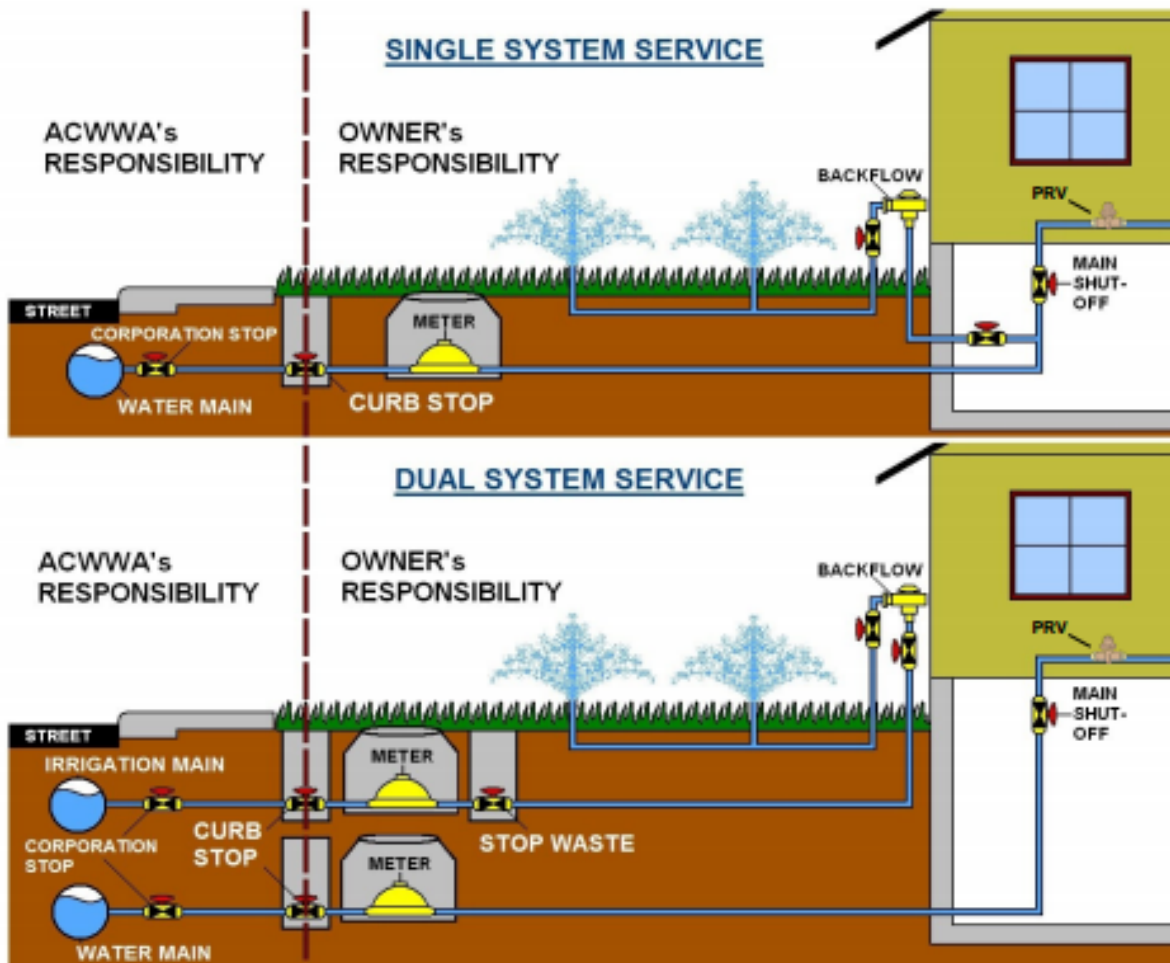 SINGLE SYSTEM SERVICE
ACWWA's
RESPONSIBILITY
OWNER's
RESPONSIBILITY
BACKFLOW
PRV
MAIN
SHUT-
OFF
STREET
CORPORATION STOP
METER
WATER MAIN
CURB STOP
DUAL SYSTEM SERVICE
ACWWA's
RESPONSIBILITY
OWNER's
RESPONSIBILITY
BACKFLOW
PRV
MAIN
SHUT-
OFF
STREET
IRRIGATION MAIN
METER
CORPORATION
STOP
CURB
STOP
STOP WASTE
METER
WATER MAIN